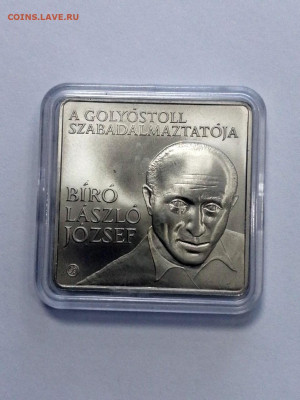 COINS.LAVE.RU
A GOLYÓSTOLL
SZABADALMAZTATÓJA
BÍRÓ
LÁSZLÓ
JÓZSEF